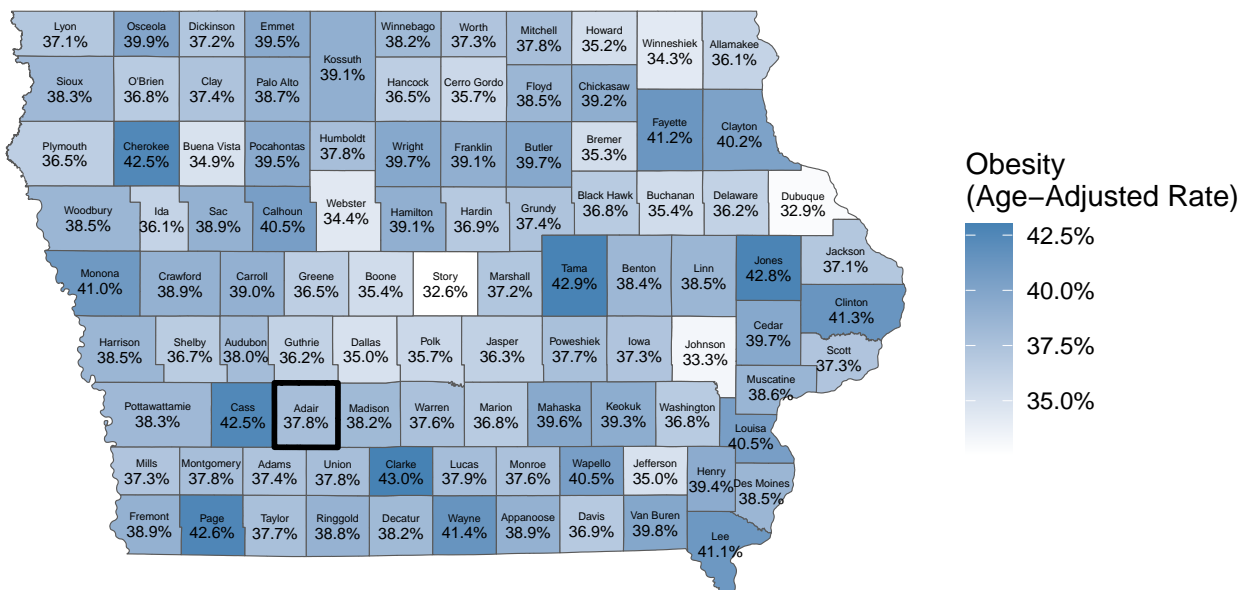 Lyon
37.1%
Osceola
39.9%
Dickinson
37.2%
Emmet
39.5%
Kossuth
39.1%
Winnebago
38.2%
Worth
37.3%
Mitchell
37.8%
Howard
35.2%
Winneshiek
34.3%
Allamakee
36.1%
Sioux
38.3%
O'Brien
36.8%
Clay
37.4%
Palo Alto
38.7%
Hancock
36.5%
Cerro Gordo
35.7%
Floyd
38.5%
Chickasaw
39.2%
Fayette
41.2%
Clayton
40.2%
Plymouth
36.5%
Cherokee
42.5%
Buena Vista
34.9%
Pocahontas
39.5%
Humboldt
37.8%
Wright
39.7%
Franklin
39.1%
Butler
39.7%
Bremer
35.3%
Woodbury
38.5%
Ida
36.1%
Sac
38.9%
Calhoun
40.5%
Webster
34.4%
Hamilton
39.1%
Hardin
36.9%
Grundy
37.4%
Black Hawk
36.8%
Buchanan
35.4%
Delaware
36.2%
Dubuque
32.9%
Monona
41.0%
Crawford
38.9%
Carroll
39.0%
Greene
36.5%
Boone
35.4%
Story
32.6%
Marshall
37.2%
Tama
42.9%
Benton
38.4%
Linn
38.5%
Jones
42.8%
Jackson
37.1%
Clinton
41.3%
Harrison
38.5%
Shelby
36.7%
Audubon
38.0%
Guthrie
36.2%
Dallas
35.0%
Polk
35.7%
Jasper
36.3%
Poweshiek
37.7%
Iowa
37.3%
Johnson
33.3%
Cedar
39.7%
Scott
37.3%
Muscatine
38.6%
Pottawattamie
38.3%
Cass
42.5%
Adair
37.8%
Madison
38.2%
Warren
37.6%
Marion
36.8%
Mahaska
39.6%
Keokuk
39.3%
Washington
36.8%
Louisa
40.5%
Mills
37.3%
Montgomery
37.8%
Adams
37.4%
Union
37.8%
Clarke
43.0%
Lucas
37.9%
Monroe
37.6%
Wapello
40.5%
Jefferson
35.0%
Henry
39.4%
Des Moines
38.5%
Fremont
38.9%
Page
42.6%
Taylor
37.7%
Ringgold
38.8%
Decatur
38.2%
Wayne
41.4%
Appanoose
38.9%
Davis
36.9%
Van Buren
39.8%
Lee
41.1%
Obesity
(Age−Adjusted Rate)
42.5%
40.0%
37.5%
35.0%